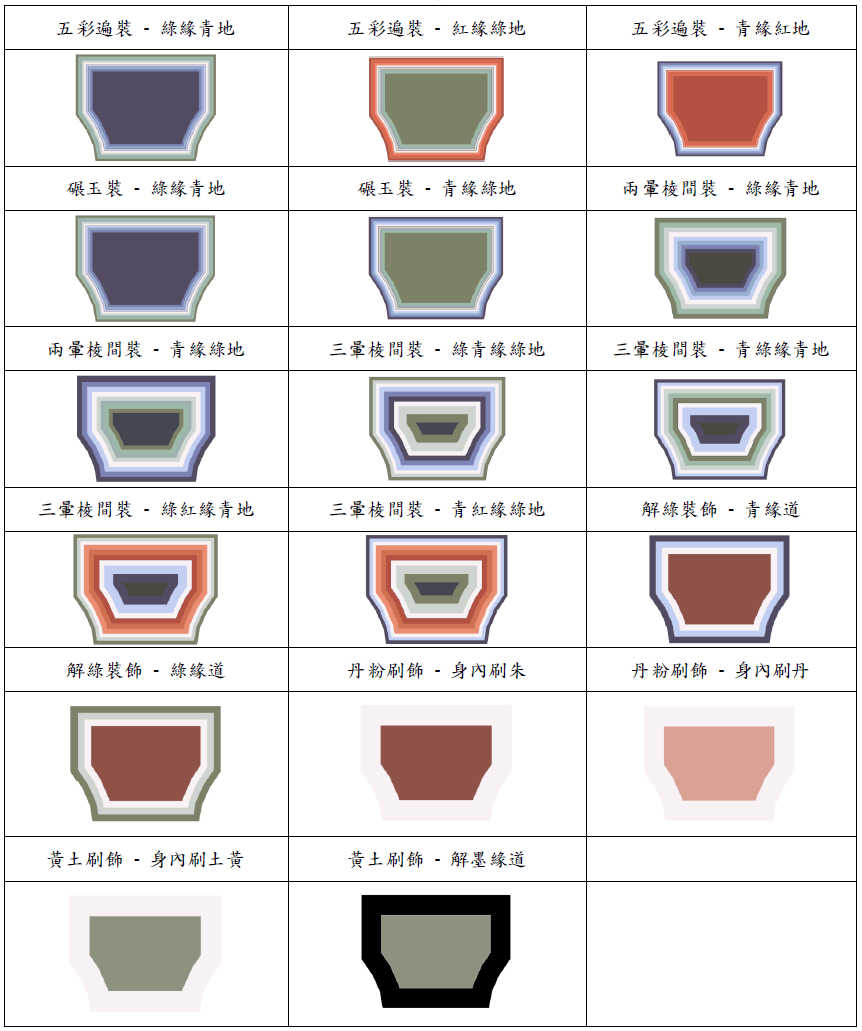 五彩遍裝 - 綠緣青地
五彩遍裝 - 紅緣綠地
五彩遍裝 - 青緣紅地
碾玉裝 - 綠緣青地
碾玉裝 - 青緣綠地
兩暈棱間裝 - 綠緣青地
兩暈棱間裝 - 青緣綠地
三暈棱間裝 - 綠青緣綠地
三暈棱間裝 - 青綠緣青地
三暈棱間裝 - 綠紅緣青地
三暈棱間裝 - 青紅緣綠地
解綠裝飾 - 青緣道
解綠裝飾 - 綠緣道
丹粉刷飾 - 身內刷朱
丹粉刷飾 - 身內刷丹
黃土刷飾 - 身內刷土黃
黃土刷飾 - 解墨緣道